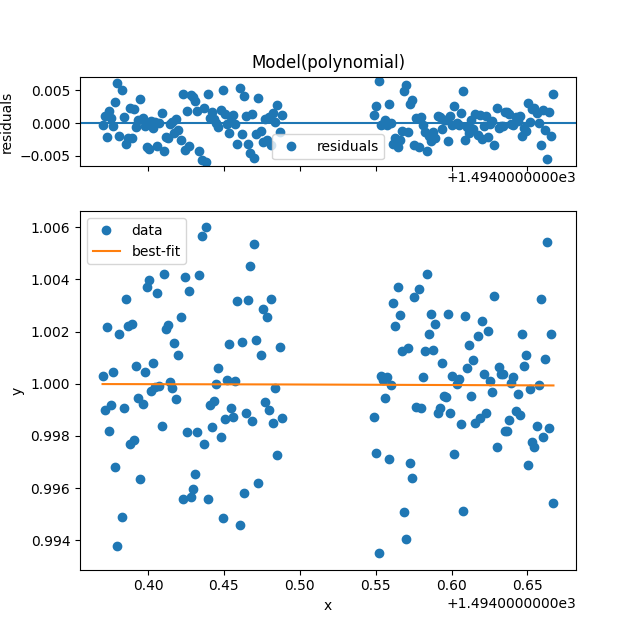 Model(polynomial)
residuals
0.005
0.000
−0.005
residuals
+1.4940000000e3
y
1.006
1.004
1.002
1.000
0.998
0.996
0.994
data
best-fit
0.40 0.45 0.50 0.55 0.60 0.65
x
+1.4940000000e3